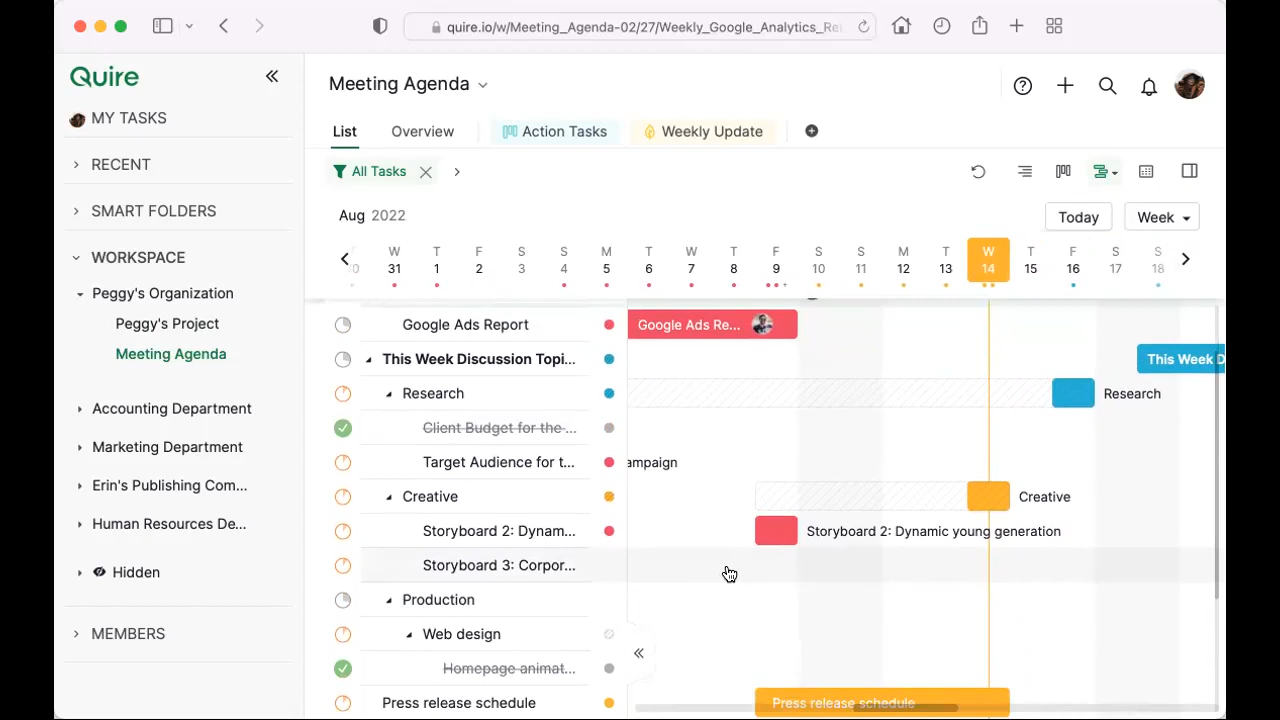 quire.io/w/Meeting_Agenda-02/27/Weekly_Google_Analytics_Re
Quire
MY TASKS
RECENT
SMART FOLDERS
WORKSPACE
Peggy's Organization
Peggy's Project
Meeting Agenda
Accounting Department
Marketing Department
Erin's Publishing Com...
Human Resources De...
Hidden
MEMBERS
Meeting Agenda
List Overview Action Tasks Weekly Update
All Tasks
Aug 2022
Today Week
W T F S S M T W T F S S M T W T F S S
0 31 1 2 3 4 5 6 7 8 9 10 11 12 13 14 15 16 17 18
Google Ads Report Google Ads Re...
This Week Discussion Topi... This Week D
Research Research
Client Budget for the ...
Target Audience for t... ampaign
Creative Creative
Storyboard 2: Dynam... Storyboard 2: Dynamic young generation
Storyboard 3: Corpor...
Production
Web design
Homepage animat...
Press release schedule Press release schedule